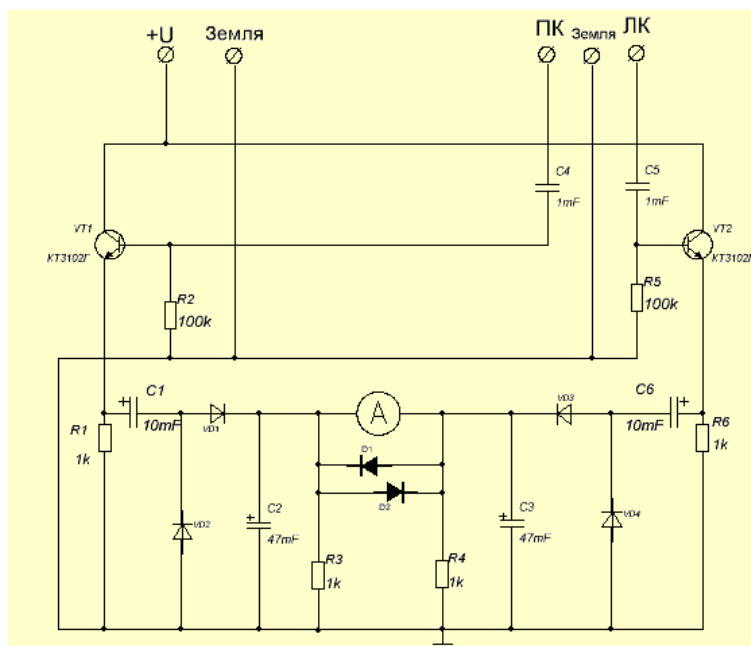 +U
Земля
ПК
Земля
ЛК
C4
1mF
C5
1mF
VT1
КТ3102Г
VT2
R2
100k
R5
100k
C1
10mF
VD1
A
VD3
C6
10mF
R1
1k
R6
1k
D1
D2
VD2
C2
47mF
C3
47mF
VD4
R3
1k
R4
1k